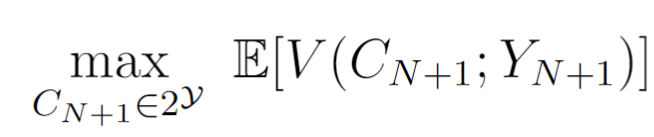 max 𝔼[V(C_{N+1}; Y_{N+1})]
C_{N+1}∈2^𝒴